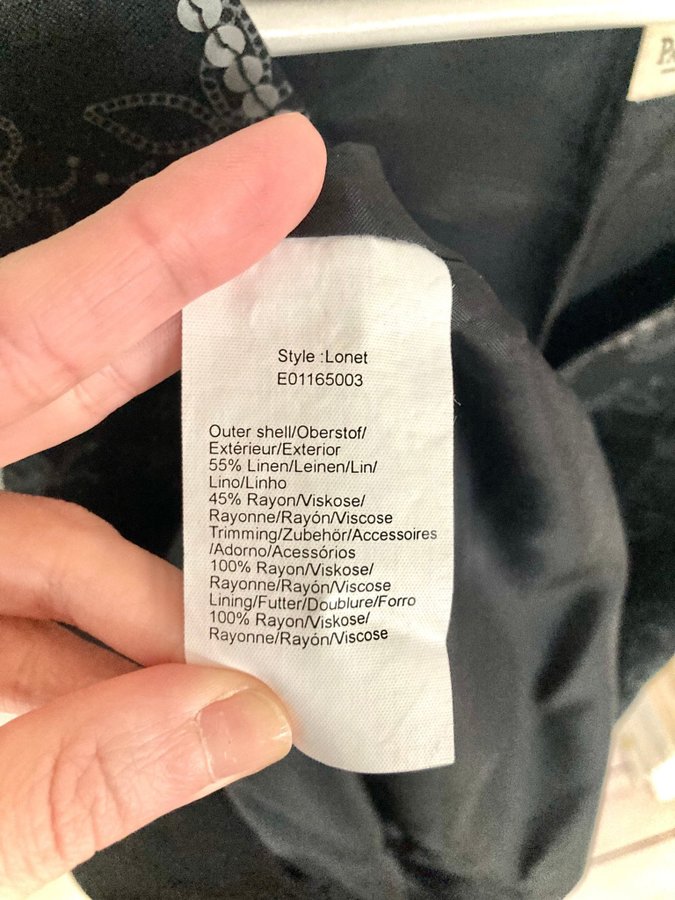 Style :Lonet
E01165003
Outer shell/Oberstof/
Extérieur/Exterior
55% Linen/Leinen/Lin/
Lino/Linho
45% Rayon/Viskose/
Rayonne/Rayón/Viscose
Trimming/Zubehör/Accessoires
/Adorno/Acessórios
100% Rayon/Viskose/
Rayonne/Rayón/Viscose
Lining/Futter/Doublure/Forro
100% Rayon/Viskose/
Rayonne/Rayón/Viscose